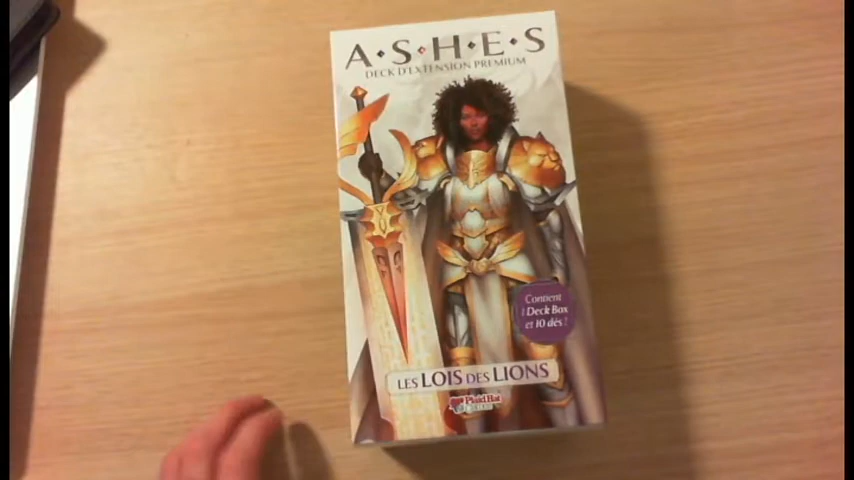 A•S•H•E•S
DECK D'EXTENSION PREMIUM
Contient
1 Deck Box
et 10 dés !
LES LOIS DES LIONS
Plaid Hat